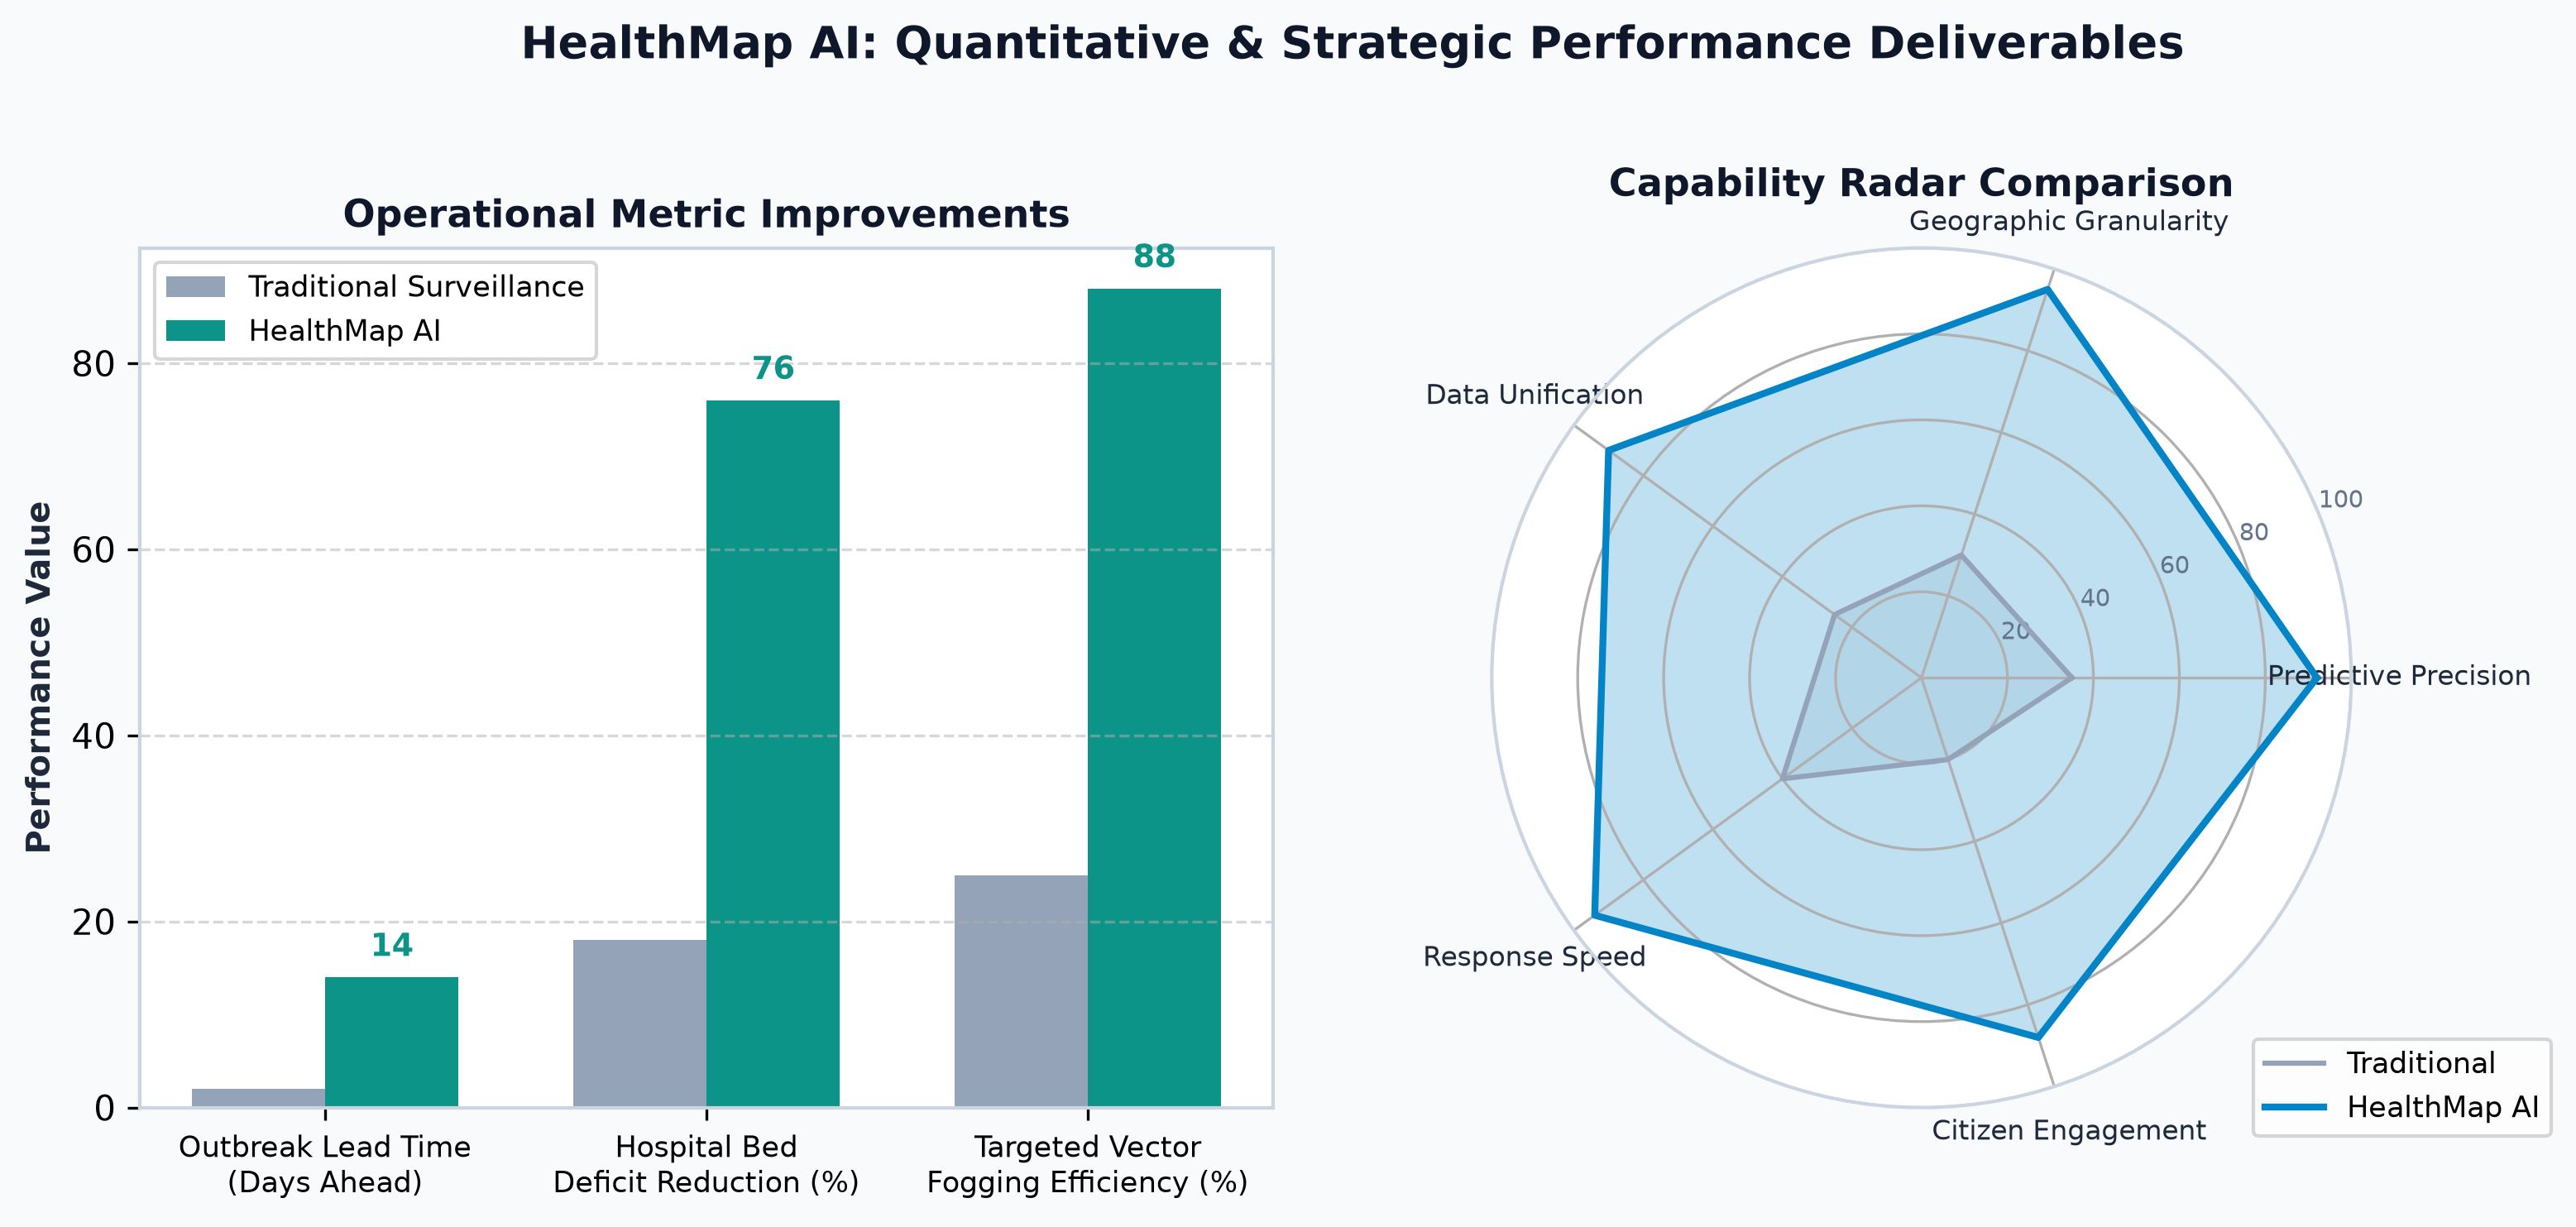 HealthMap AI: Quantitative & Strategic Performance Deliverables
Operational Metric Improvements
Traditional Surveillance
HealthMap AI
Performance Value
80
60
40
20
0
14
76
88
Outbreak Lead Time
(Days Ahead)
Hospital Bed
Deficit Reduction (%)
Targeted Vector
Fogging Efficiency (%)
Capability Radar Comparison
Geographic Granularity
Data Unification
Predictive Precision
Response Speed
Citizen Engagement
100
80
60
40
20
Traditional
HealthMap AI